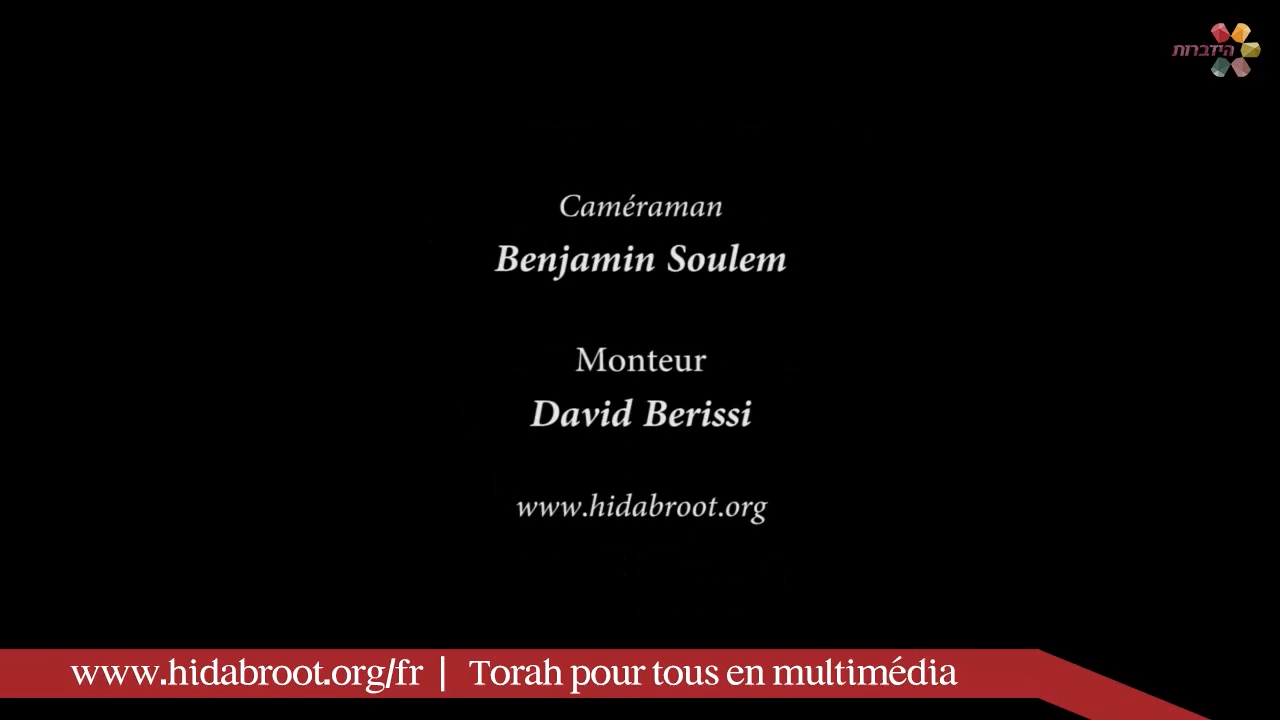 הידברות
Caméraman
Benjamin Soulem
Monteur
David Berissi
www.hidabroot.org
www.hidabroot.org/fr | Torah pour tous en multimédia